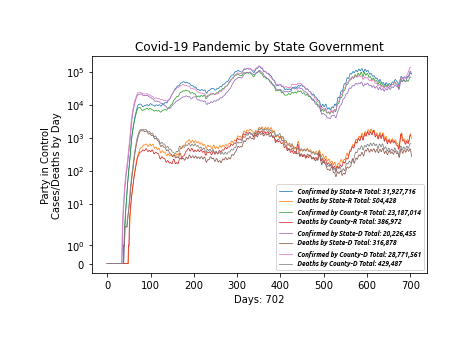 Covid-19 Pandemic by State Government
Party in Control
Cases/Deaths by Day
10⁵
10⁴
10³
10²
10¹
10⁰
0
Confirmed by State-R Total: 31,927,716
Deaths by State-R Total: 504,428
Confirmed by County-R Total: 23,187,014
Deaths by County-R Total: 386,972
Confirmed by State-D Total: 20,226,455
Deaths by State-D Total: 316,878
Confirmed by County-D Total: 28,771,561
Deaths by County-D Total: 429,487
0 100 200 300 400 500 600 700
Days: 702